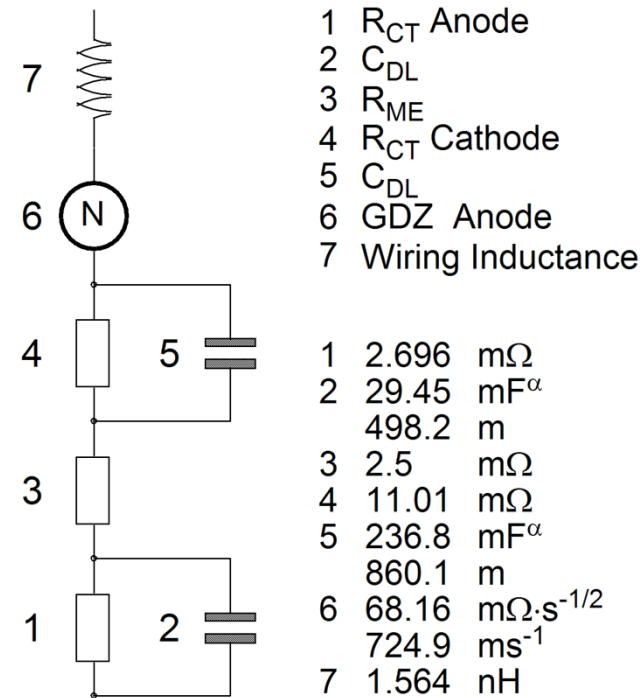 1 R_CT Anode
2 C_DL
3 R_ME
4 R_CT Cathode
5 C_DL
6 GDZ Anode
7 Wiring Inductance
7
6 N
4 5
3
1 2
1 2.696 mΩ
2 29.45 mF^α
498.2 m
3 2.5 mΩ
4 11.01 mΩ
5 236.8 mF^α
860.1 m
6 68.16 mΩ·s^-1/2
724.9 ms^-1
7 1.564 nH